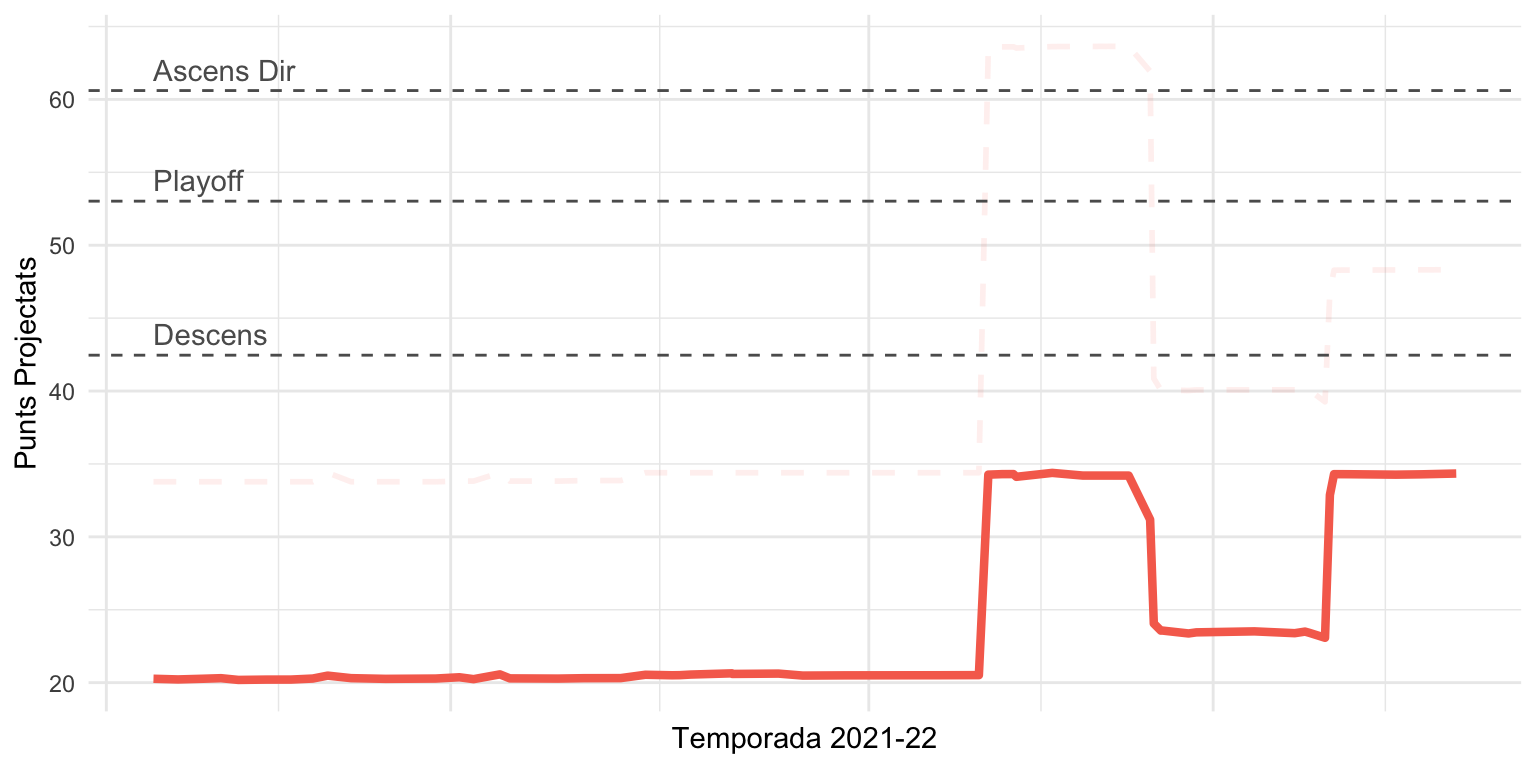 Ascens Dir
60
Playoff
50
Descens
40
30
20
Punts Projectats
Temporada 2021-22